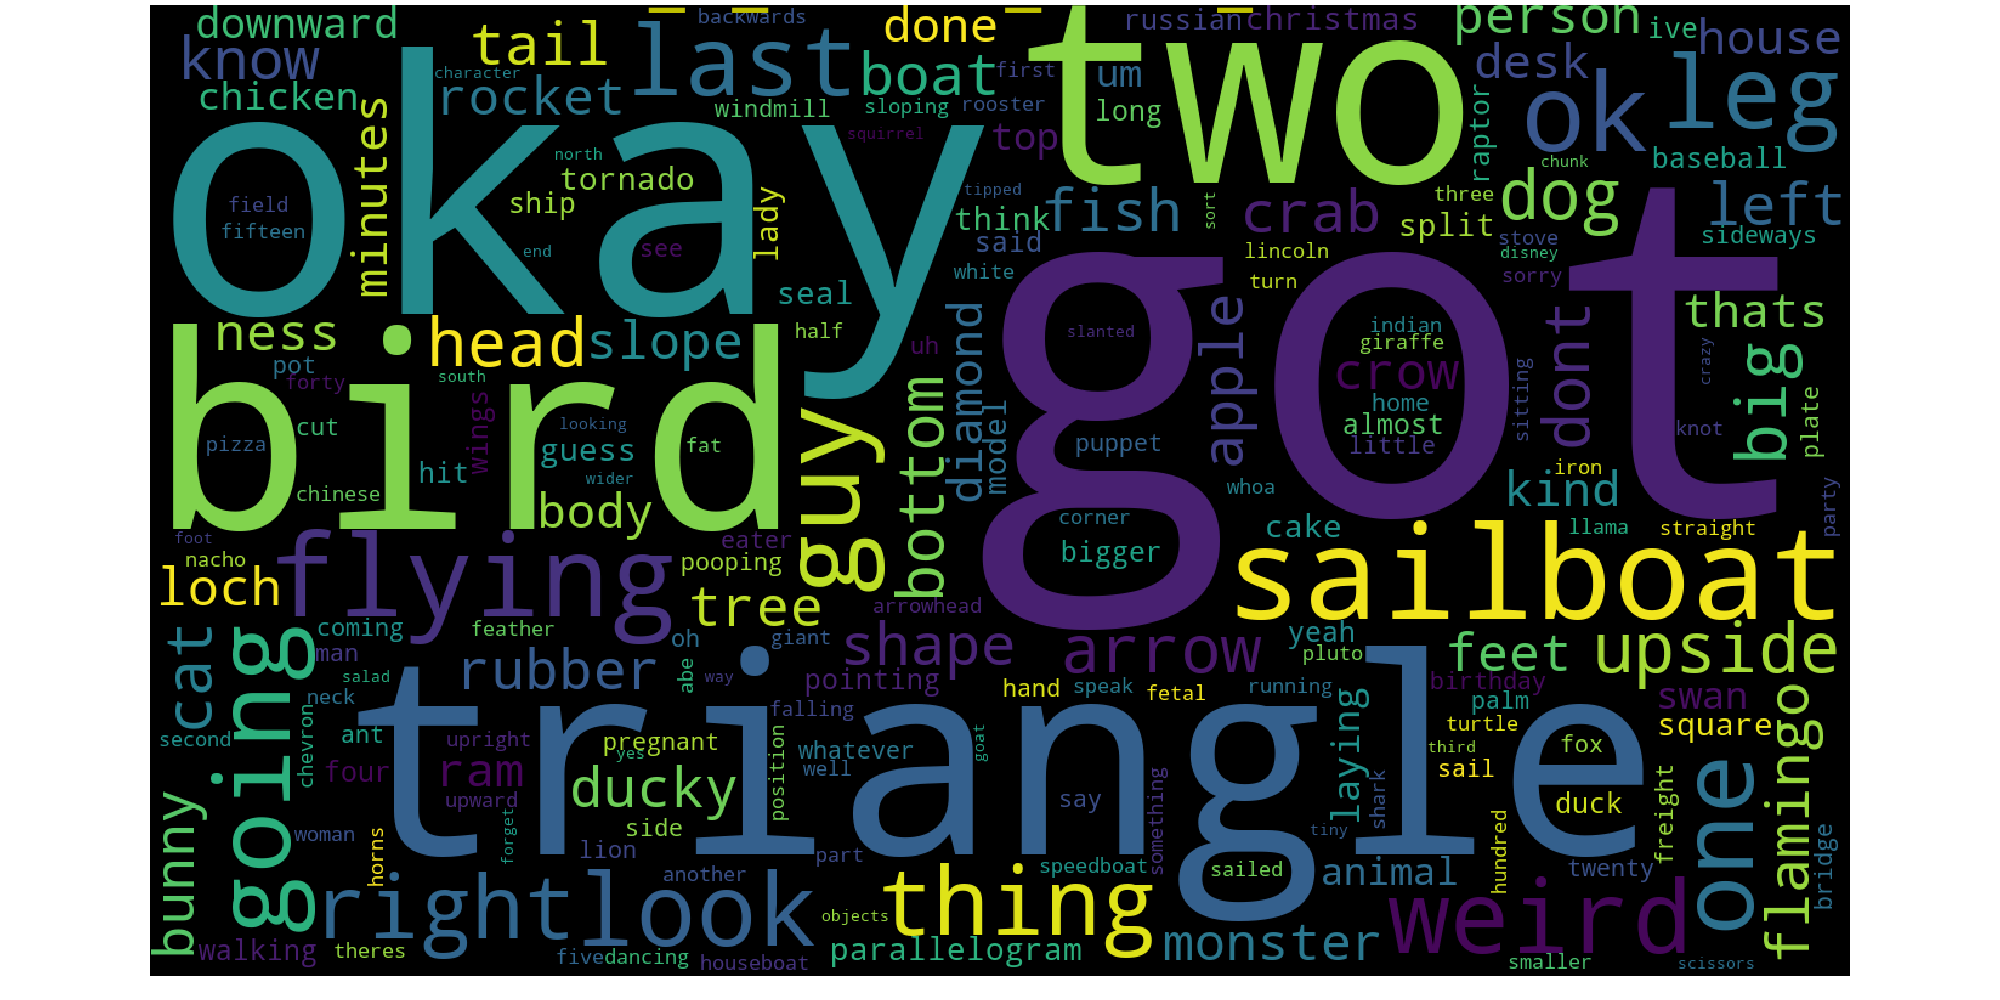 downward
backwards
russian
christmas
person
ive
house
know
tail
last
done
two
okay
character
rocket
boat
first
um
desk
ok
leg
chicken
minutes
windmill
sloping
rooster
long
raptor
squirrel
top
baseball
north
tornado
chunk
field
fifteen
ship
lady
tipped
think
fish
sort
crab
three
split
dog
left
end
see
said
lincoln
stove
sideways
disney
white
turn
sorry
seal
bird
ness
head
slope
half
diamond
apple
got
slanted
indian
giraffe
crow
dont
thats
big
crazy
pot
forty
south
uh
guy
bottom
model
home
almost
little
sitting
plate
knot
pizza
cut
wings
looking
guess
fat
puppet
hit
wider
iron
whoa
kind
chinese
body
corner
cake
llama
straight
party
foot
nacho
flying
eater
pooping
bigger
sailboat
loch
tree
arrowhead
cat
going
coming
feather
oh
giant
shape
arrow
yeah
pluto
feet
upside
man
salad
rubber
abe
way
pointing
hand
speak
fetal
running
birthday
swan
neck
chevron
falling
laying
palm
flamingo
second
ant
upright
pregnant
yes
position
whatever
goat
turtle
square
third
fox
four
ram
triangle
well
sail
bunny
upward
ducky
say
something
shark
duck
freight
one
woman
horns
forget
side
tiny
hundred
bridge
lion
part
another
speedboat
sailed
animal
twenty
right
look
objects
thing
weird
walking
theres
five
dancing
houseboat
parallelogram
monster
smaller
scissors